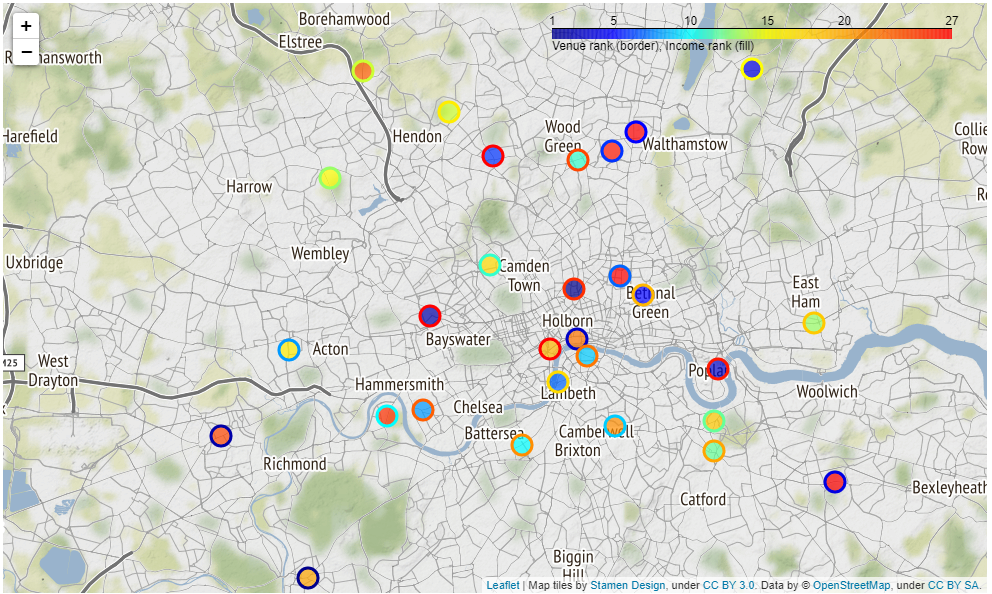 +
−
Borehamwood
Elstree
1 5 10 15 20 27
Venue rank (border), Income rank (fill)
Harefield
Hendon
Wood
Green
Walthamstow
Harrow
Wembley
Uxbridge
Camden
Town
Bethnal
Green
East
Ham
Holborn
Bayswater
Acton
M25
West
Drayton
Hammersmith
Poplar
Woolwich
Chelsea
Lambeth
Battersea
Camberwell
Brixton
Richmond
Catford
Bexleyheath
Biggin
Hill
Leaflet | Map tiles by Stamen Design, under CC BY 3.0. Data by © OpenStreetMap, under CC BY SA.